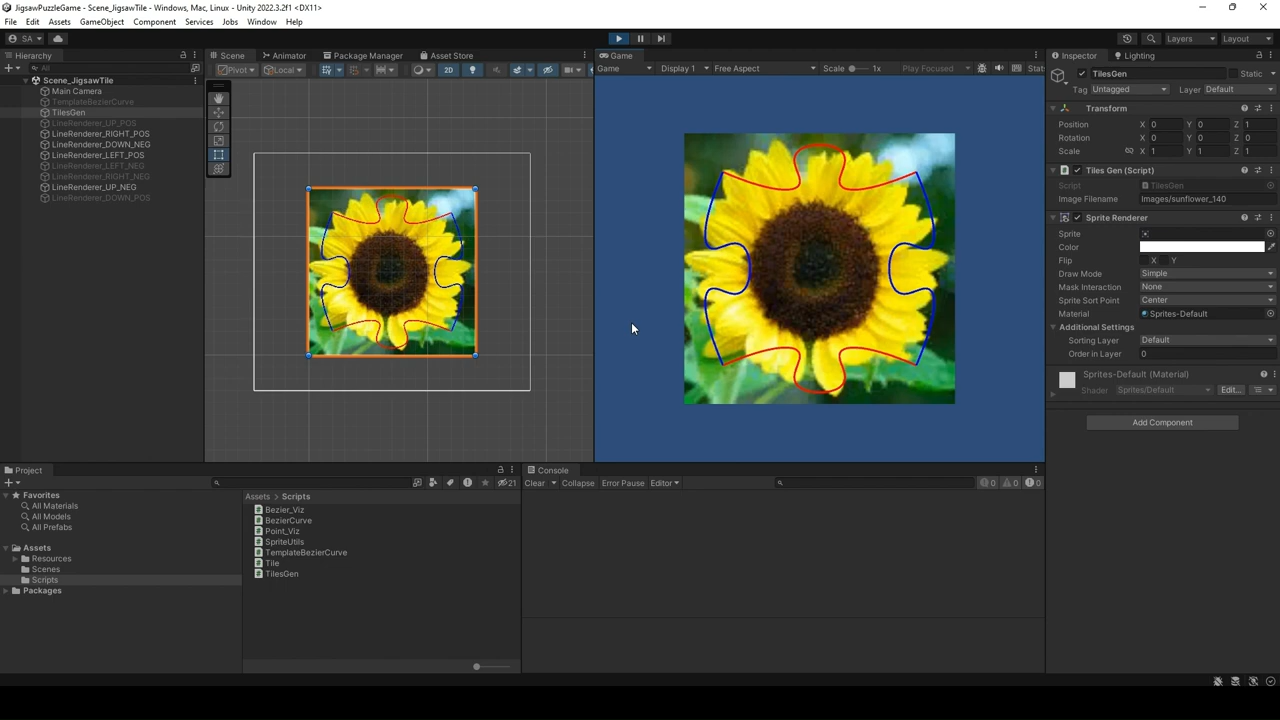 JigsawPuzzleGame - Scene_JigsawTile - Windows, Mac, Linux - Unity 2022.3.2f1 <DX11>
File Edit Assets GameObject Component Services Jobs Window Help
SA Layers Layout
Hierarchy
All
Scene_JigsawTile
Main Camera
TemplateBezierCurve
TilesGen
LineRenderer_UP_POS
LineRenderer_RIGHT_POS
LineRenderer_DOWN_NEG
LineRenderer_LEFT_POS
LineRenderer_LEFT_NEG
LineRenderer_RIGHT_NEG
LineRenderer_UP_NEG
LineRenderer_DOWN_POS
Scene Animator Package Manager Asset Store
Pivot Local 2D
Game
Game Display 1 Free Aspect Scale 1x Play Focused Stats
Inspector Lighting
TilesGen Static
Tag Untagged Layer Default
Transform
Position X 0 Y 0 Z 1
Rotation X 0 Y 0 Z 0
Scale X 1 Y 1 Z 1
Tiles Gen (Script)
Script TilesGen
Image Filename Images/sunflower_140
Sprite Renderer
Sprite
Color
Flip X Y
Draw Mode Simple
Mask Interaction None
Sprite Sort Point Center
Material Sprites-Default
Additional Settings
Sorting Layer Default
Order in Layer 0
Sprites-Default (Material)
Shader Sprites/Default Edit...
Add Component
Project
21
Favorites
All Materials
All Models
All Prefabs
Assets
Resources
Scenes
Scripts
Packages
Assets > Scripts
Bezier_Viz
BezierCurve
Point_Viz
SpriteUtils
TemplateBezierCurve
Tile
TilesGen
Console
Clear Collapse Error Pause Editor 0 0 0